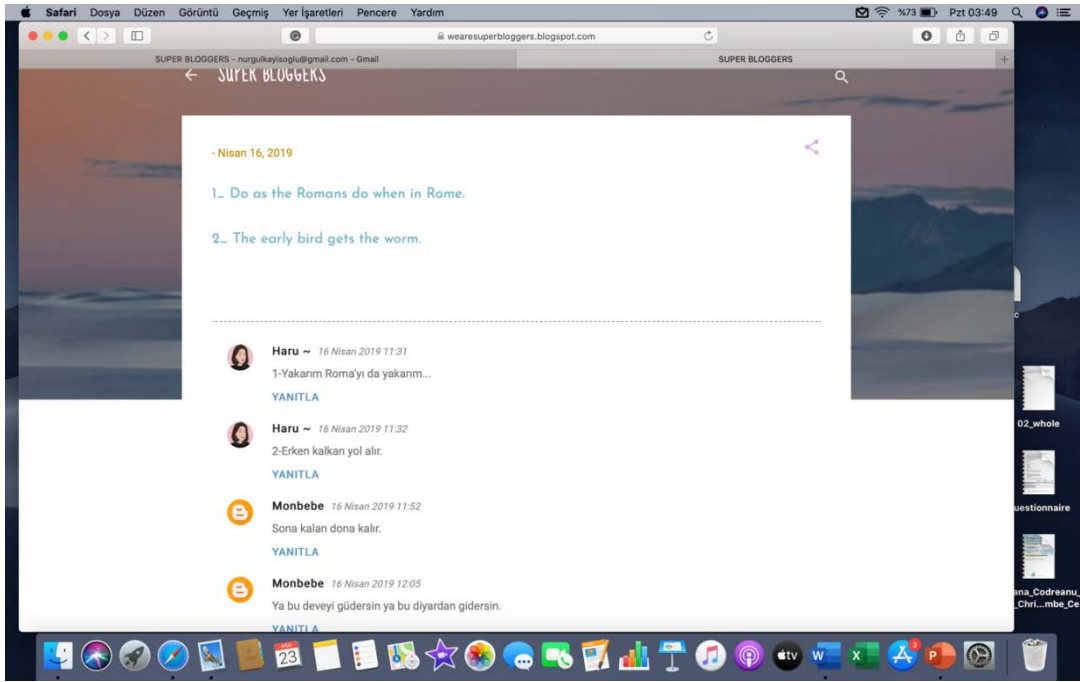 Safari Dosya Düzen Görüntü Geçmiş Yer İşaretleri Pencere Yardım %73 Pzt 03:49
wearesuperbloggers.blogspot.com
SUPER BLOGGERS - nurgulkayisoglu@gmail.com - Gmail SUPER BLOGGERS
SUPER BLOGGERS
- Nisan 16, 2019
1_ Do as the Romans do when in Rome.
2_ The early bird gets the worm.
Haru ~ 16 Nisan 2019 11:31
1-Yakarım Roma'yı da yakarım...
YANITLA
Haru ~ 16 Nisan 2019 11:32
2-Erken kalkan yol alır.
YANITLA
Monbebe 16 Nisan 2019 11:52
Sona kalan dona kalır.
YANITLA
Monbebe 16 Nisan 2019 12:05
Ya bu deveyi güdersin ya bu diyardan gidersin.
YANITLA
c
02_whole
uestionnaire
ana_Codreanu_
_Chri...mbe_Ce
23
tv
W
X
3
P